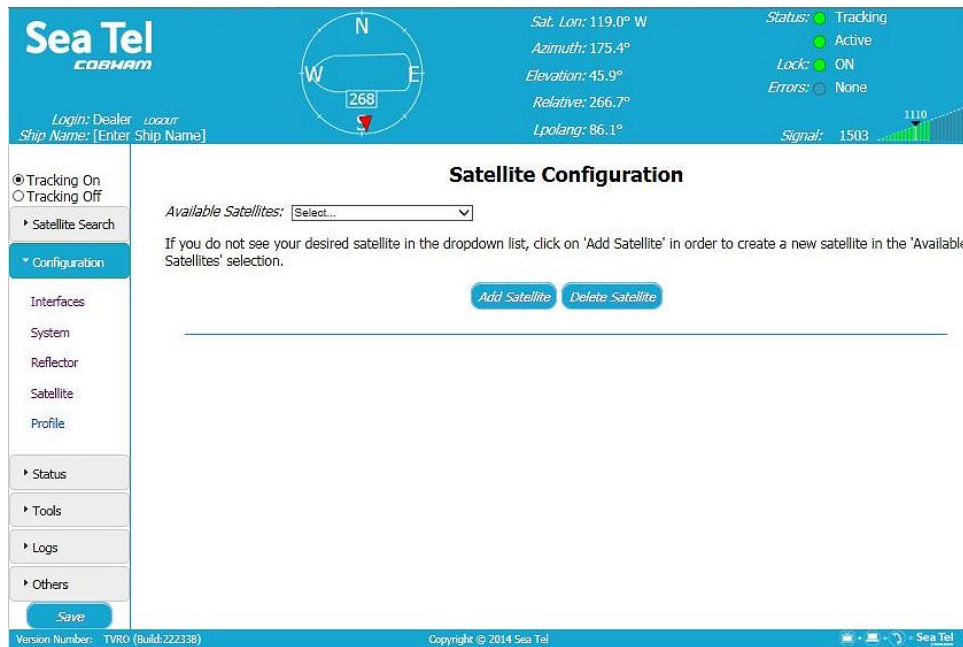 Sea Tel
COBHAM
Login: Dealer LOGOUT
Ship Name: [Enter Ship Name]
N
W
E
268
S
Sat. Lon: 119.0° W
Azimuth: 175.4°
Elevation: 45.9°
Relative: 266.7°
Lpolang: 86.1°
Status: Tracking
Active
Lock: ON
Errors: None
1110
Signal: 1503
Tracking On
Tracking Off
Satellite Search
Configuration
Interfaces
System
Reflector
Satellite
Profile
Status
Tools
Logs
Others
Save
Satellite Configuration
Available Satellites: Select...
If you do not see your desired satellite in the dropdown list, click on 'Add Satellite' in order to create a new satellite in the 'Available
Satellites' selection.
Add Satellite Delete Satellite
Version Number: TVRO (Build:222338)
Copyright © 2014 Sea Tel
+ + = Sea Tel